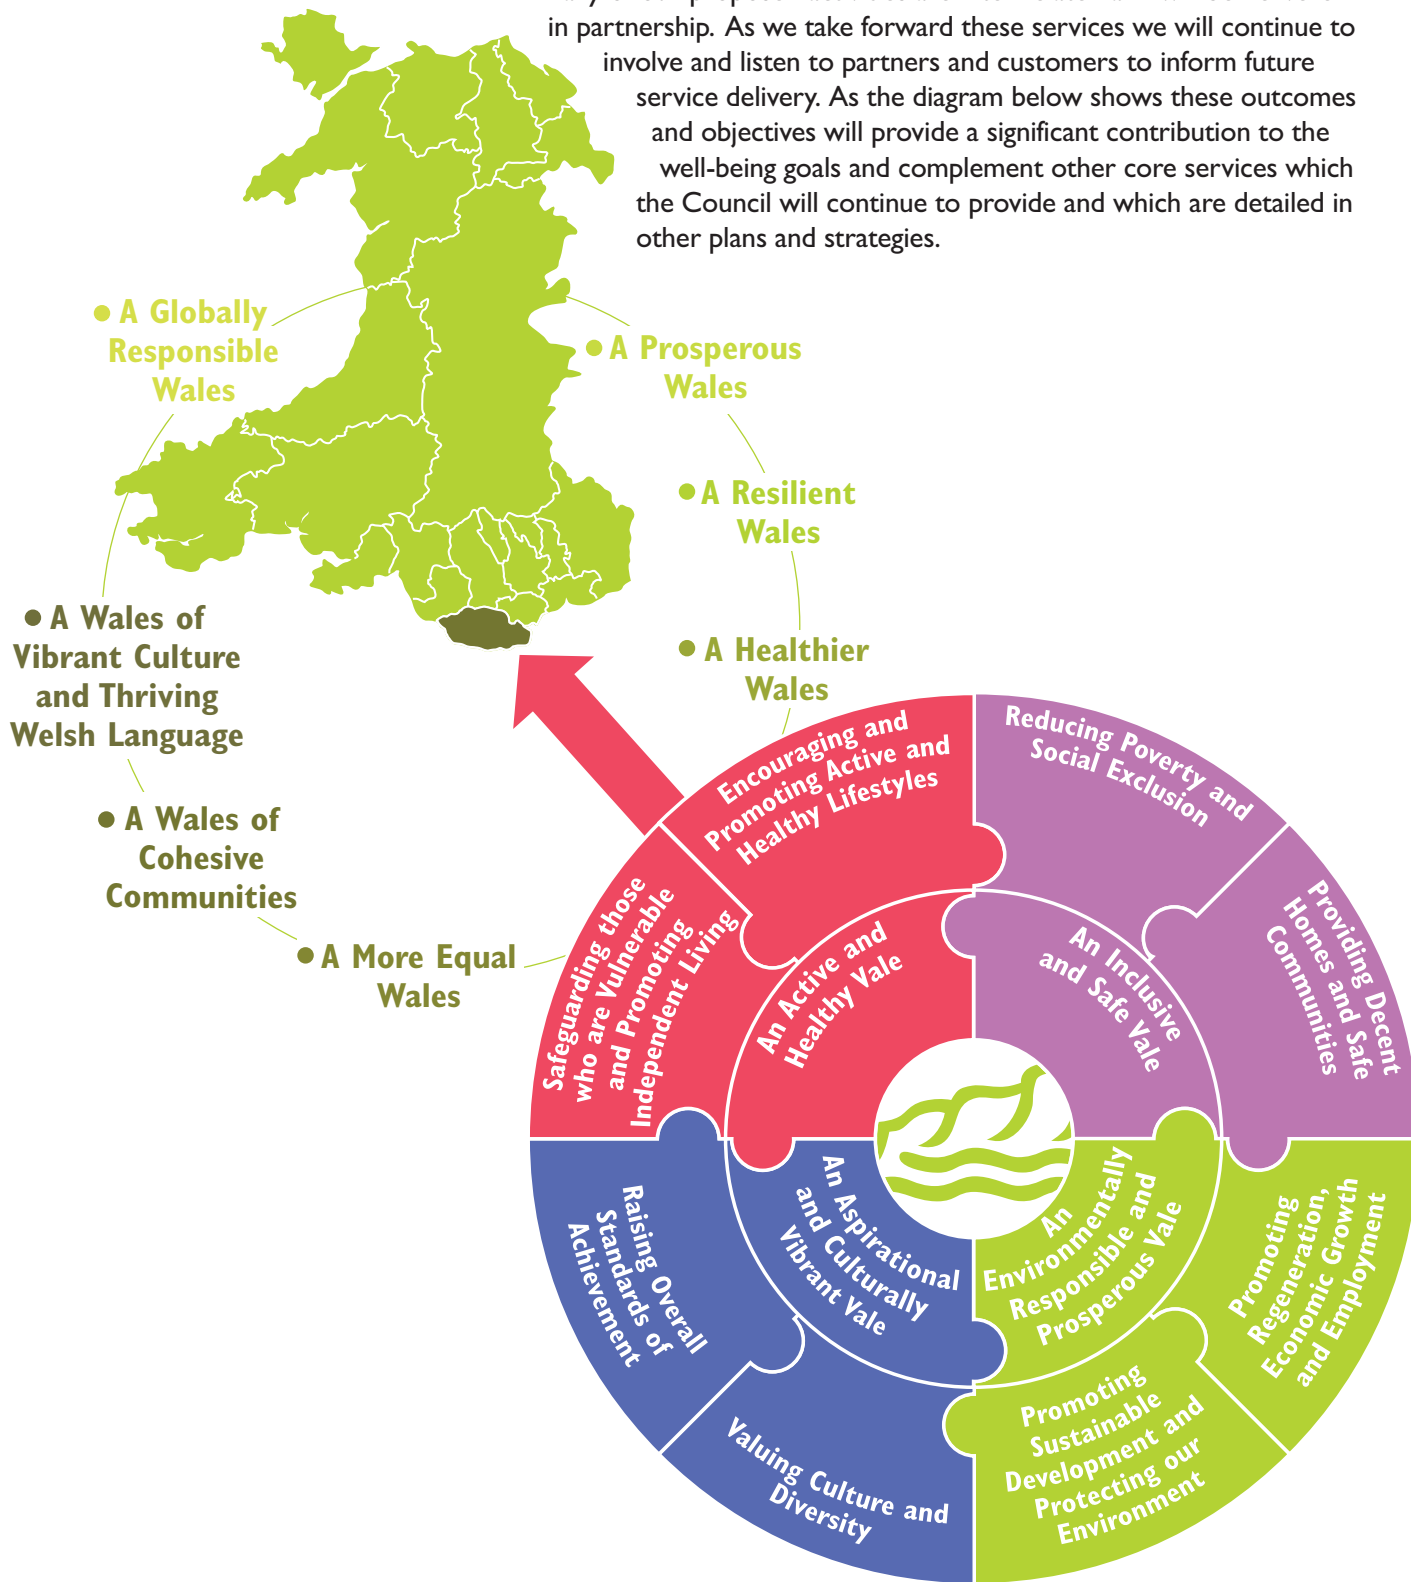 in partnership. As we take forward these services we will continue to
involve and listen to partners and customers to inform future
service delivery. As the diagram below shows these outcomes
and objectives will provide a significant contribution to the
well-being goals and complement other core services which
the Council will continue to provide and which are detailed in
other plans and strategies.
• A Globally
Responsible
Wales
• A Prosperous
Wales
• A Resilient
Wales
• A Healthier
Wales
• A Wales of
Vibrant Culture
and Thriving
Welsh Language
• A Wales of
Cohesive
Communities
• A More Equal
Wales
Encouraging and
Promoting Active and
Healthy Lifestyles
Reducing Poverty and
Social Exclusion
Safeguarding those
who are Vulnerable
and Promoting
Independent Living
An Active and
Healthy Vale
An Inclusive
and Safe Vale
Providing Decent
Homes and Safe
Communities
Raising Overall
Standards of
Achievement
An Aspirational
and Culturally
Vibrant Vale
An
Environmentally
Responsible and
Prosperous Vale
Promoting
Regeneration,
Economic Growth
and Employment
Valuing Culture and
Diversity
Promoting
Sustainable
Development and
Protecting our
Environment